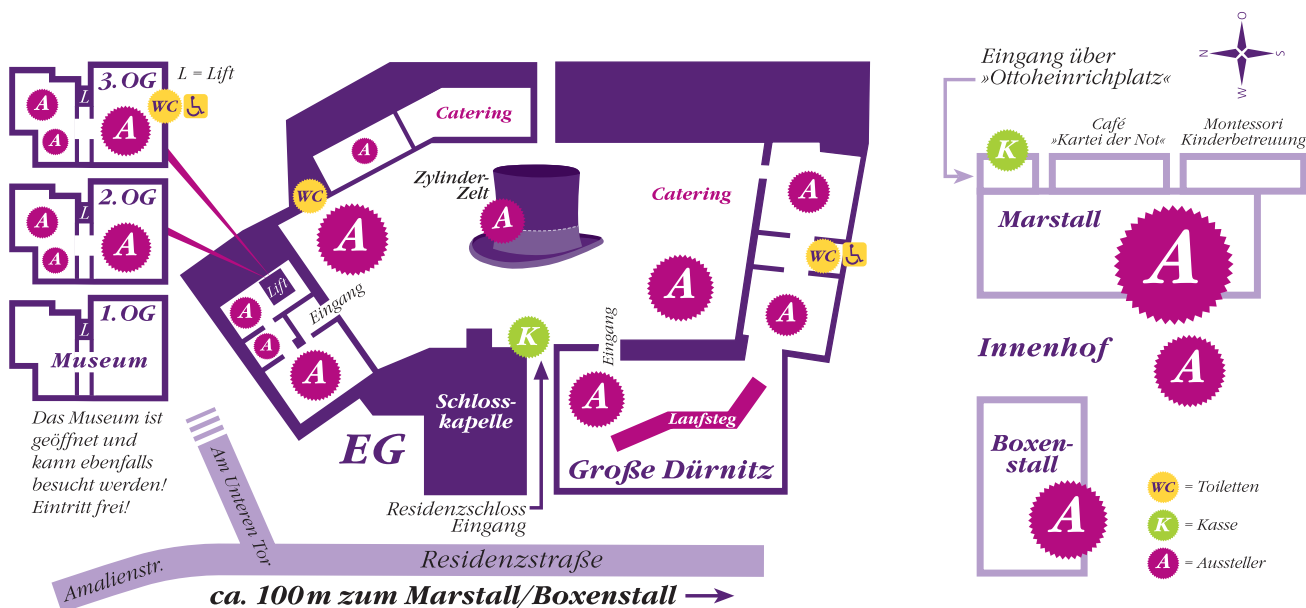 3. OG
L = Lift
L
A
A
A
WC
2. OG
L
A
A
A
1. OG
L
Museum
Das Museum ist
geöffnet und
kann ebenfalls
besucht werden!
Eintritt frei!
Catering
A
WC
A
Zylinder-
Zelt
A
Catering
A
A
WC
A
Lift
Eingang
A
A
A
K
Eingang
A
Laufsteg
Große Dürnitz
Schloss-
kapelle
EG
Residenzschloss
Eingang
Am Unteren Tor
Amalienstr.
Residenzstraße
ca. 100 m zum Marstall/Boxenstall
Eingang über
»Ottoheinrichplatz«
O
N
S
W
K
Café
»Kartei der Not«
Montessori
Kinderbetreuung
Marstall
A
Innenhof
A
Boxen-
stall
A
WC = Toiletten
K = Kasse
A = Aussteller